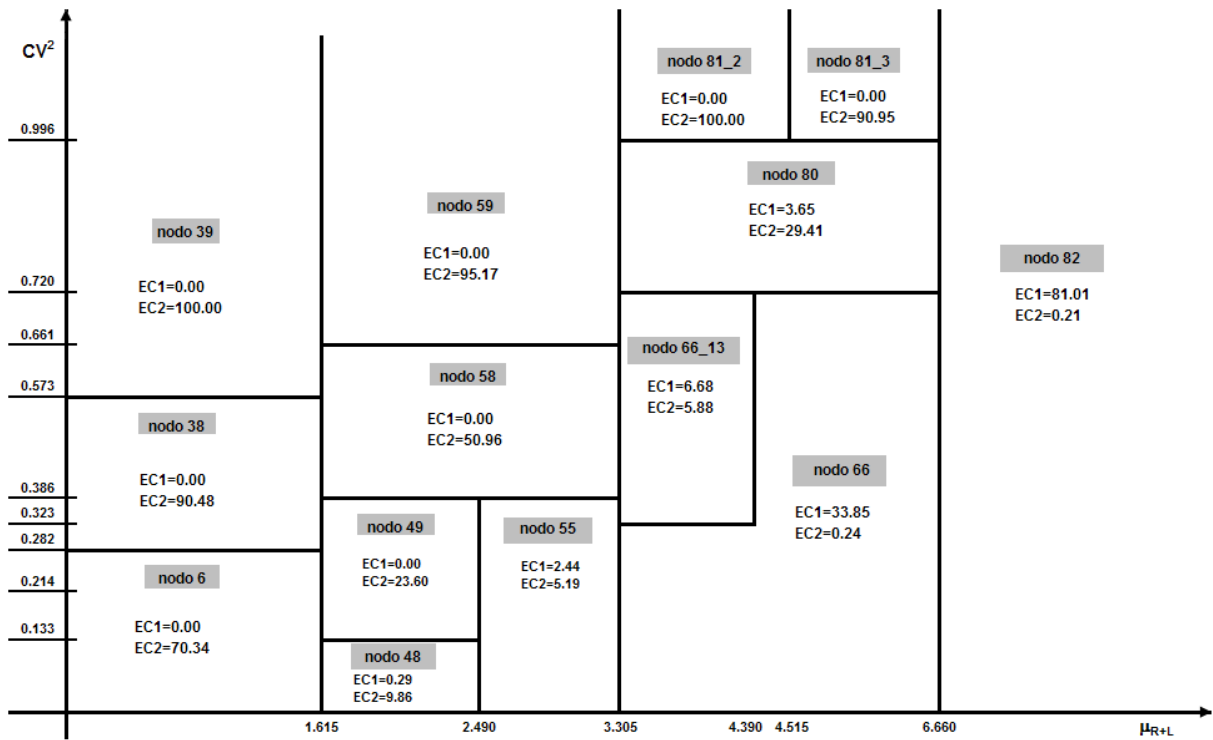 CV²
nodo 81_2
EC1=0.00
EC2=100.00
nodo 81_3
EC1=0.00
EC2=90.95
0.996
nodo 80
EC1=3.65
EC2=29.41
nodo 59
EC1=0.00
EC2=95.17
nodo 39
EC1=0.00
EC2=100.00
nodo 82
EC1=81.01
EC2=0.21
0.720
0.661
nodo 66_13
EC1=6.68
EC2=5.88
nodo 58
EC1=0.00
EC2=50.96
0.573
nodo 38
EC1=0.00
EC2=90.48
nodo 66
EC1=33.85
EC2=0.24
0.386
0.323
0.282
nodo 49
EC1=0.00
EC2=23.60
nodo 55
EC1=2.44
EC2=5.19
nodo 6
EC1=0.00
EC2=70.34
0.214
0.133
nodo 48
EC1=0.29
EC2=9.86
1.615 2.490 3.305 4.390 4.515 6.660 μR+L